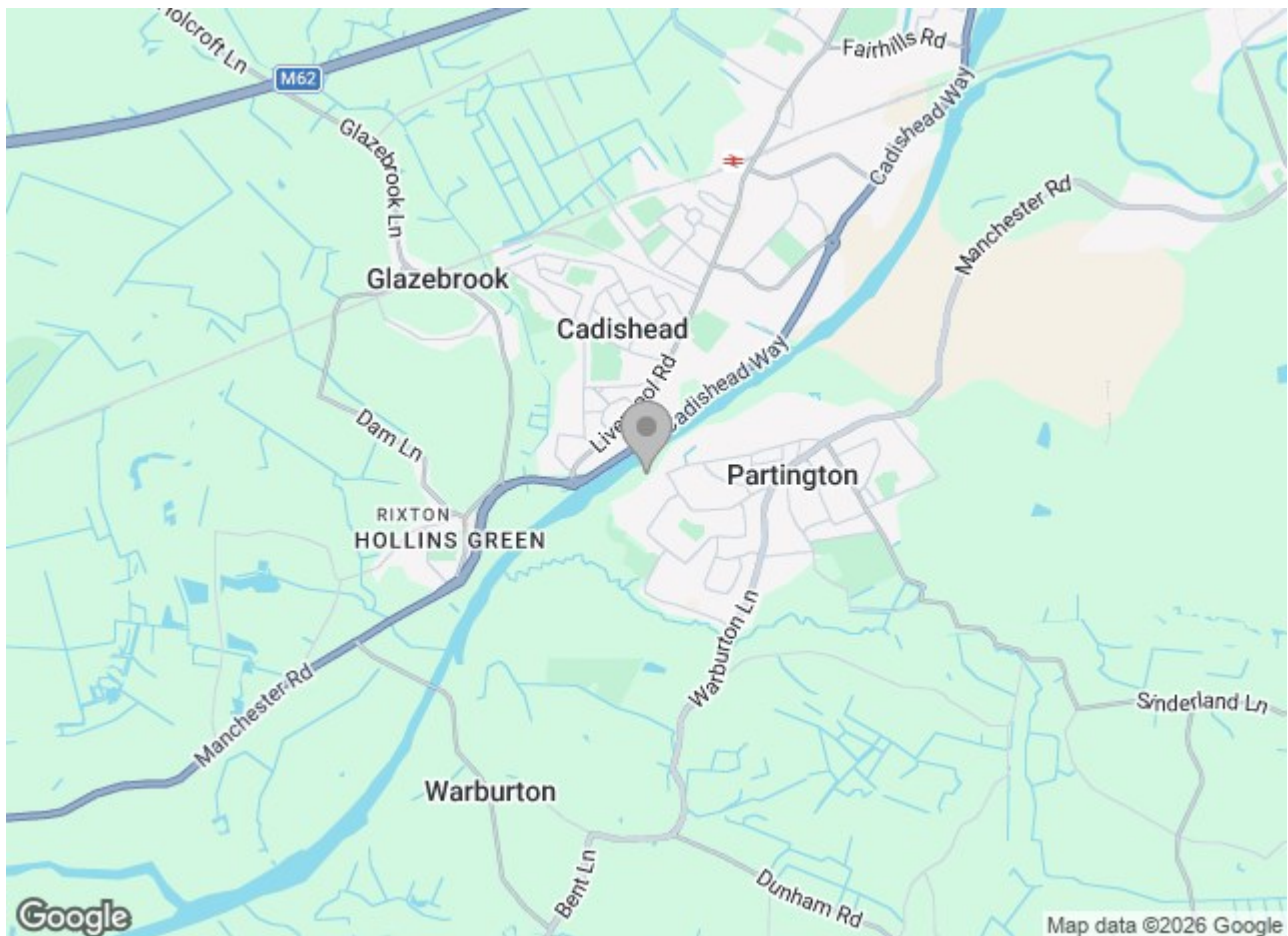 Holcroft Ln
M62
Fairhills Rd
Cadishead Way
Glazebrook Ln
Manchester Rd
Glazebrook
Cadishead
Liverpool Rd
Cadishead Way
Dam Ln
Partington
RIXTON
HOLLINS GREEN
Warburton Ln
Sinderland Ln
Manchester Rd
Warburton
Bent Ln
Dunham Rd
Google
Map data ©2026 Google